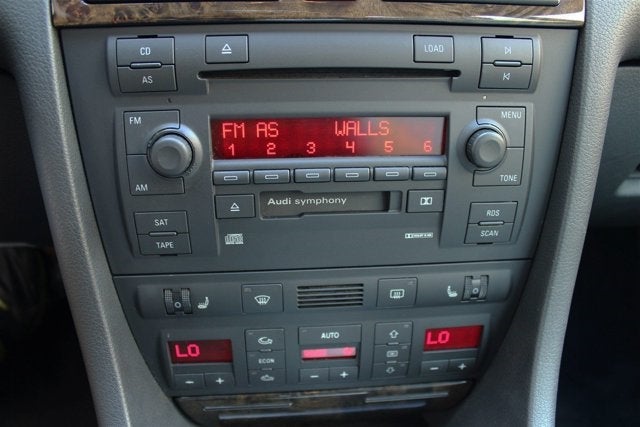 CD
LOAD
AS
FM
AM
FM AS WALLS
1 2 3 4 5 6
MENU
TONE
Audi symphony
SAT
TAPE
RDS
SCAN
AUTO
LO
ECON
LO